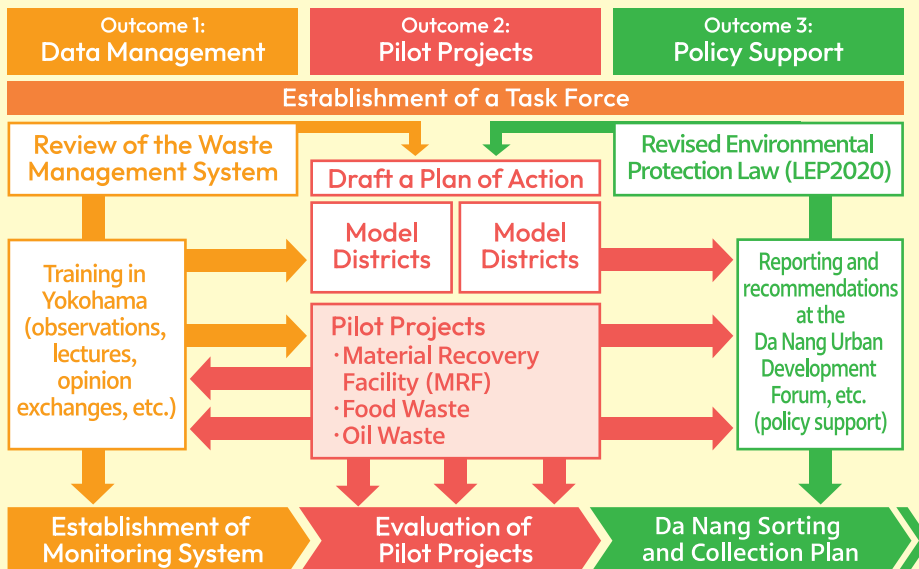 Outcome 1:
Data Management
Outcome 2:
Pilot Projects
Outcome 3:
Policy Support
Establishment of a Task Force
Review of the Waste
Management System
Draft a Plan of Action
Revised Environmental
Protection Law (LEP2020)
Model
Districts
Model
Districts
Training in
Yokohama
(observations,
lectures,
opinion
exchanges, etc.)
Pilot Projects
・Material Recovery
Facility (MRF)
・Food Waste
・Oil Waste
Reporting and
recommendations
at the
Da Nang Urban
Development
Forum, etc.
(policy support)
Establishment of
Monitoring System
Evaluation of
Pilot Projects
Da Nang Sorting
and Collection Plan